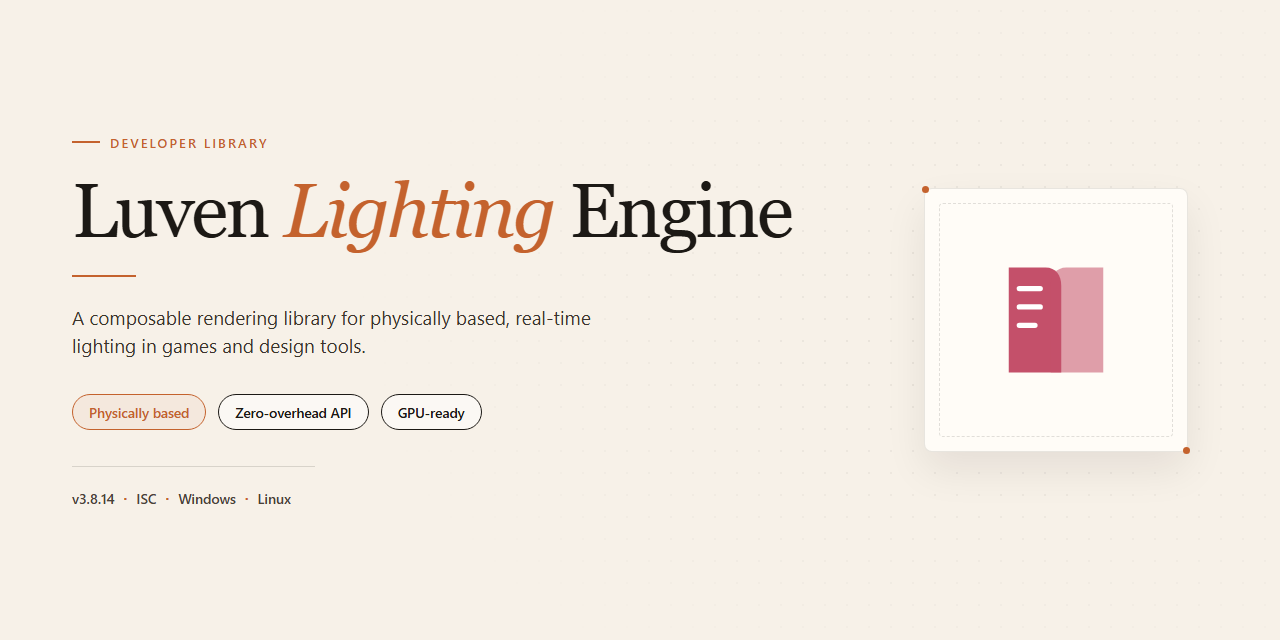 DEVELOPER LIBRARY
Luven Lighting Engine
A composable rendering library for physically based, real-time
lighting in games and design tools.
Physically based
Zero-overhead API
GPU-ready
v3.8.14 · ISC · Windows · Linux